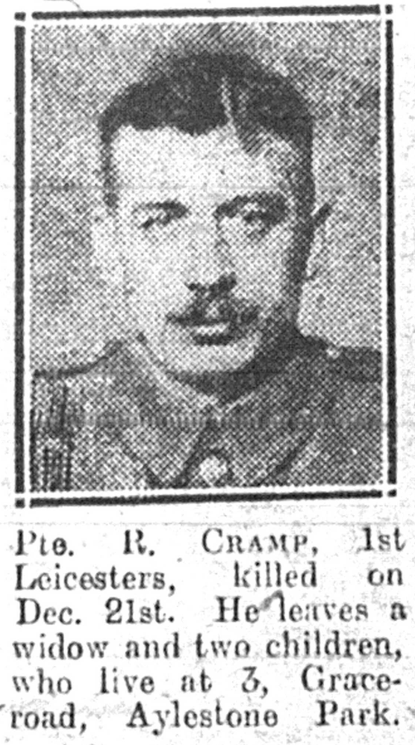 Pte. R. CRAMP, 1st
Leicesters, killed on
Dec. 21st. He leaves a
widow and two children,
who live at 3, Grace-
road, Aylestone Park.